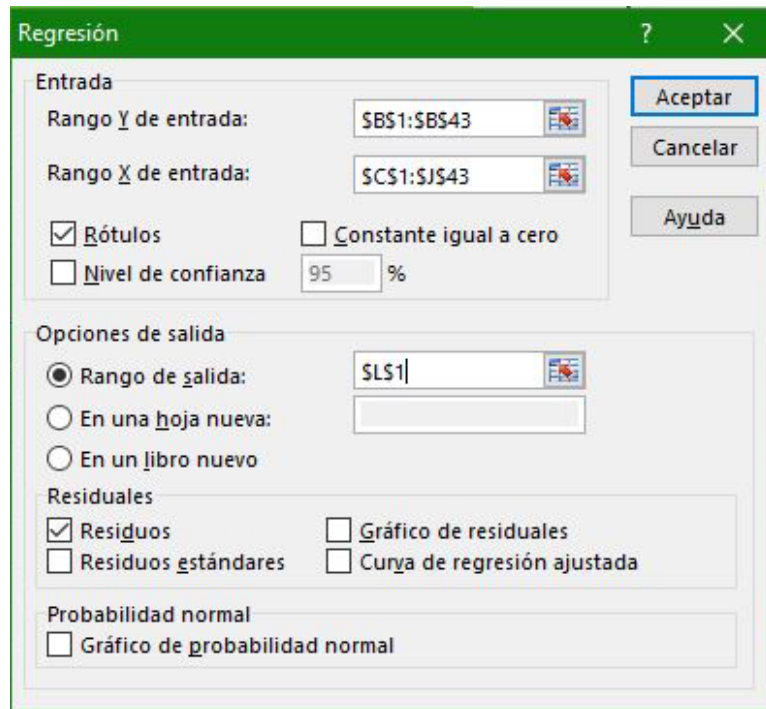 Regresión ? ×
Entrada
Rango Y de entrada: $B$1:$B$43
Rango X de entrada: $C$1:$J$43
Rótulos Constante igual a cero
Nivel de confianza 95 %
Aceptar
Cancelar
Ayuda
Opciones de salida
Rango de salida: $L$1
En una hoja nueva:
En un libro nuevo
Residuales
Residuos Gráfico de residuales
Residuos estándares Curva de regresión ajustada
Probabilidad normal
Gráfico de probabilidad normal